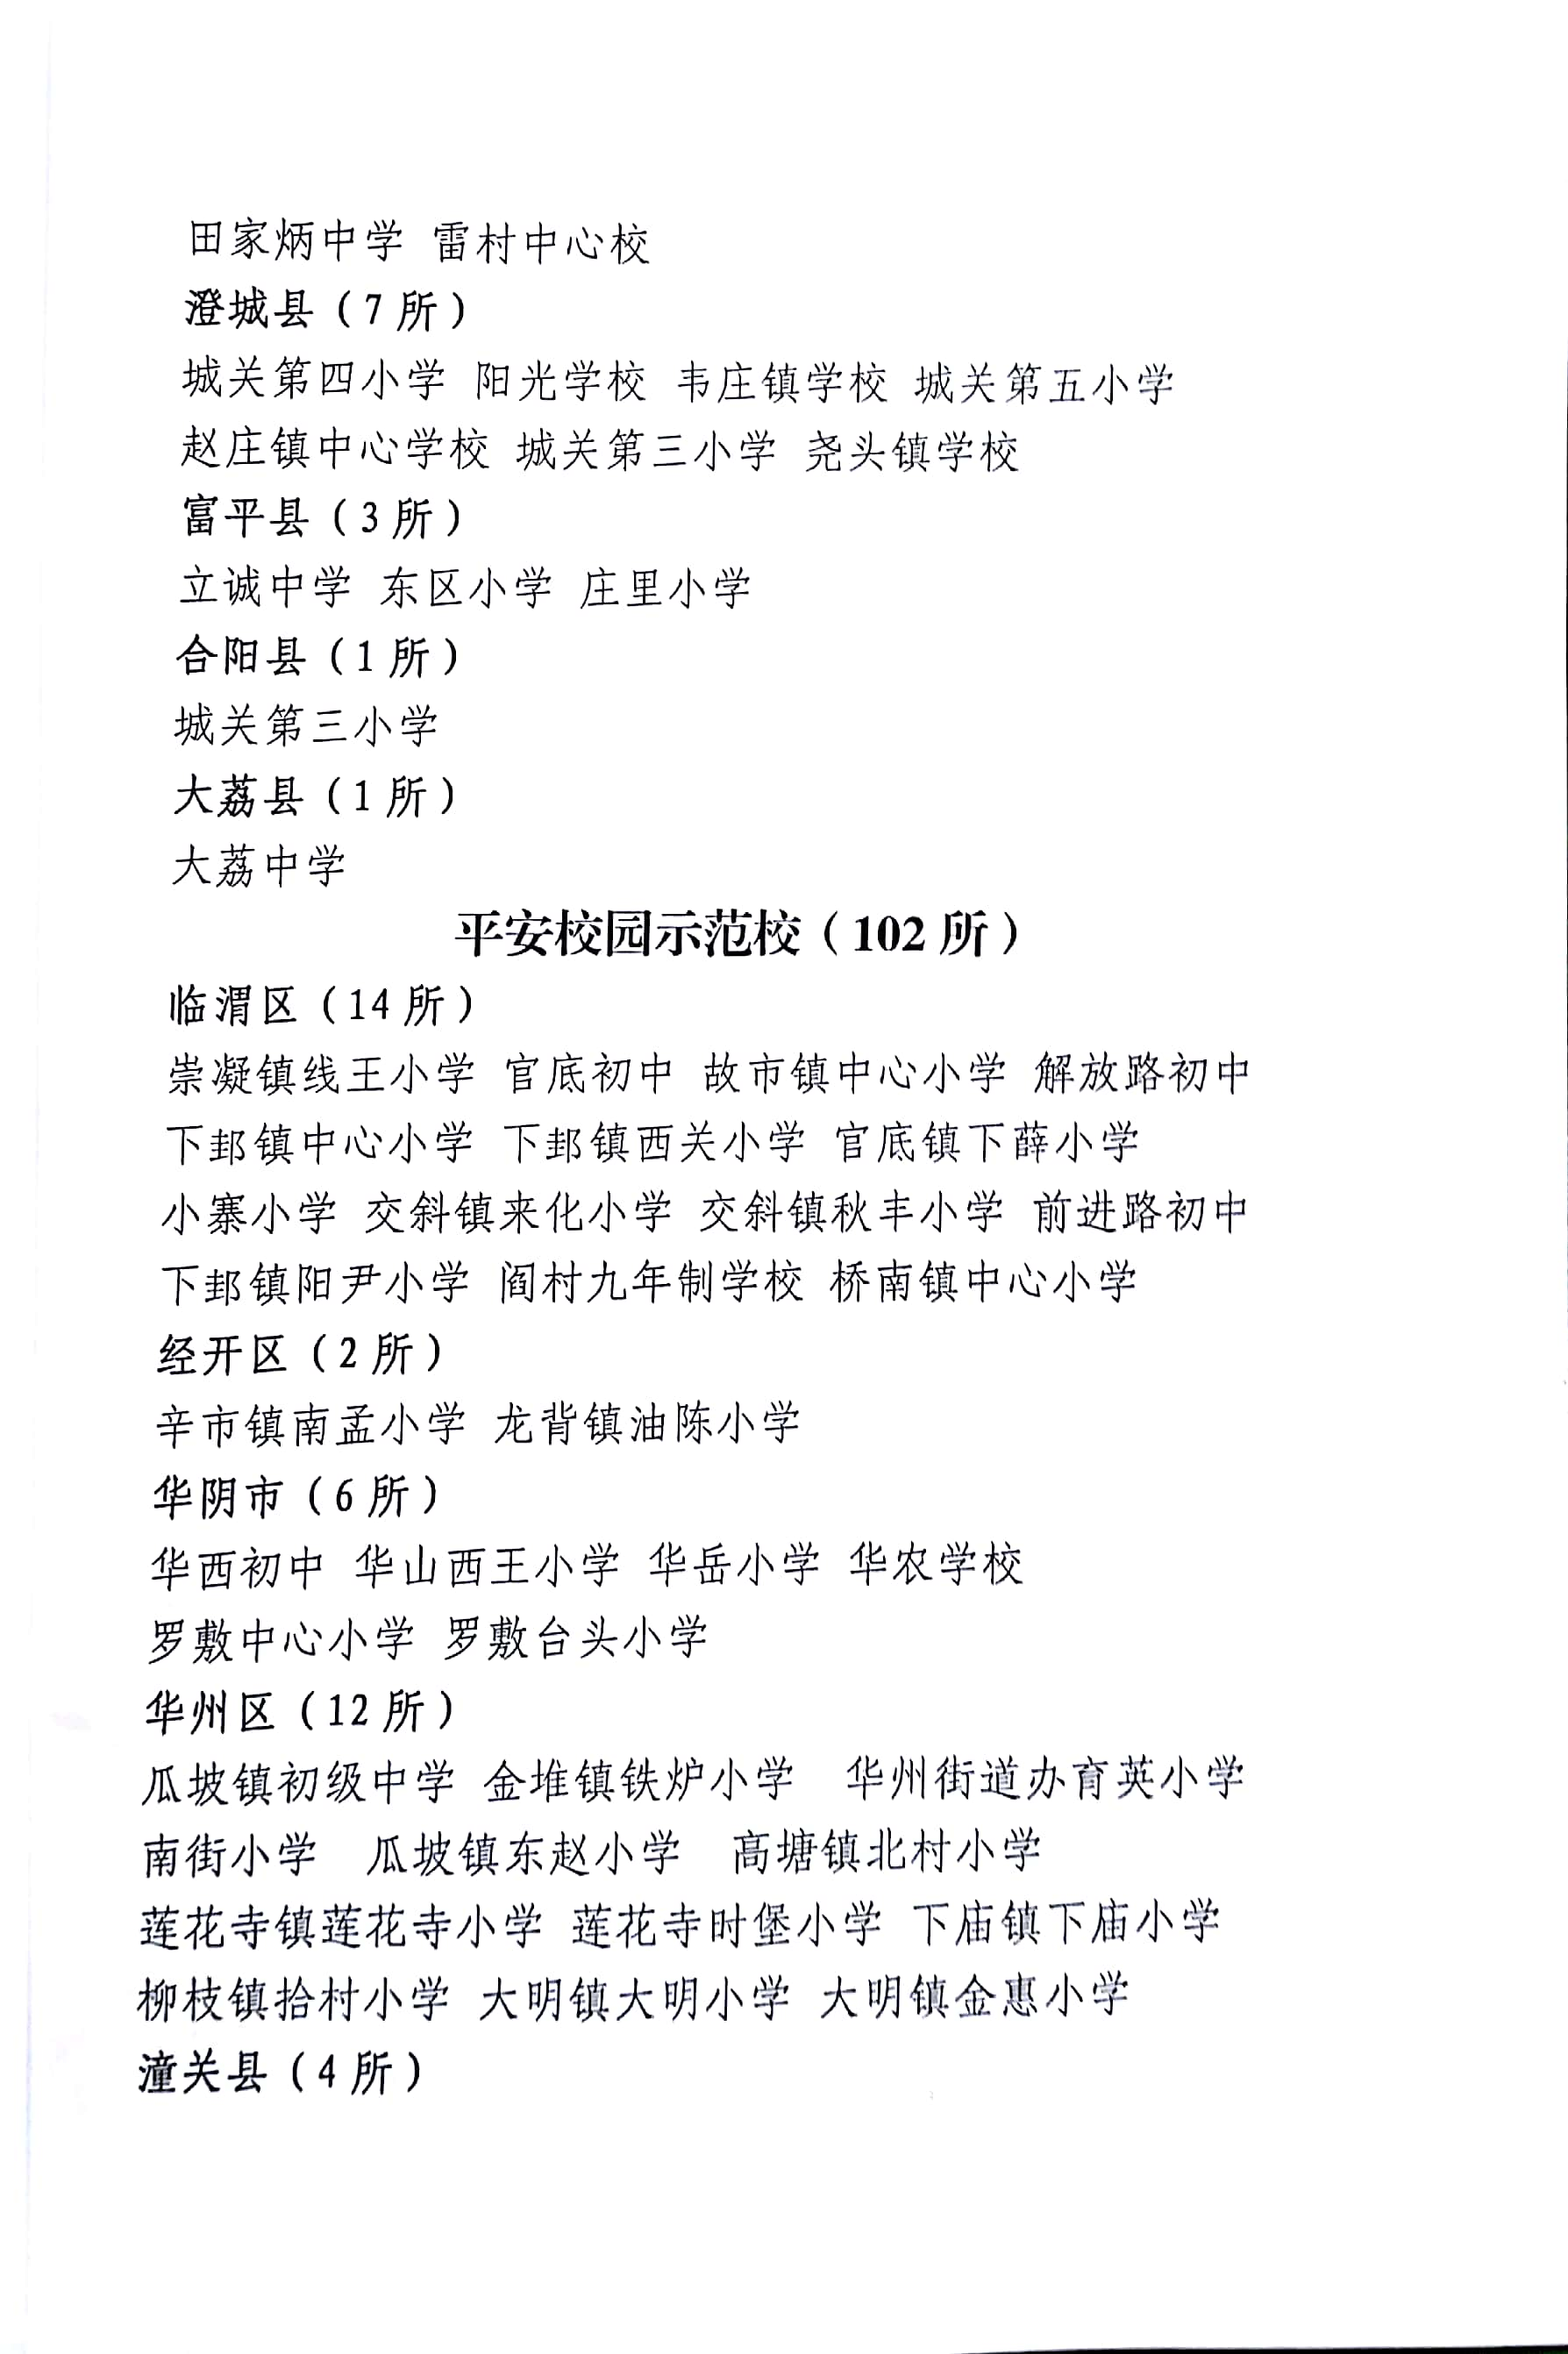 田家炳中学 雷村中心校
澄城县（7 所）
城关第四小学 阳光学校 韦庄镇学校 城关第五小学
赵庄镇中心学校 城关第三小学 尧头镇学校
富平县（3 所）
立诚中学 东区小学 庄里小学
合阳县（1 所）
城关第三小学
大荔县（1 所）
大荔中学
平安校园示范校（102 所）
临渭区（14 所）
崇凝镇线王小学 官底初中 故市镇中心小学 解放路初中
下邽镇中心小学 下邽镇西关小学 官底镇下薛小学
小寨小学 交斜镇来化小学 交斜镇秋丰小学 前进路初中
下邽镇阳尹小学 阎村九年制学校 桥南镇中心小学
经开区（2 所）
辛市镇南孟小学 龙背镇油陈小学
华阴市（6 所）
华西初中 华山西王小学 华岳小学 华农学校
罗敷中心小学 罗敷台头小学
华州区（12 所）
瓜坡镇初级中学 金堆镇铁炉小学 华州街道办育英小学
南街小学 瓜坡镇东赵小学 高塘镇北村小学
莲花寺镇莲花寺小学 莲花寺时堡小学 下庙镇下庙小学
柳枝镇拾村小学 大明镇大明小学 大明镇金惠小学
潼关县（4 所）